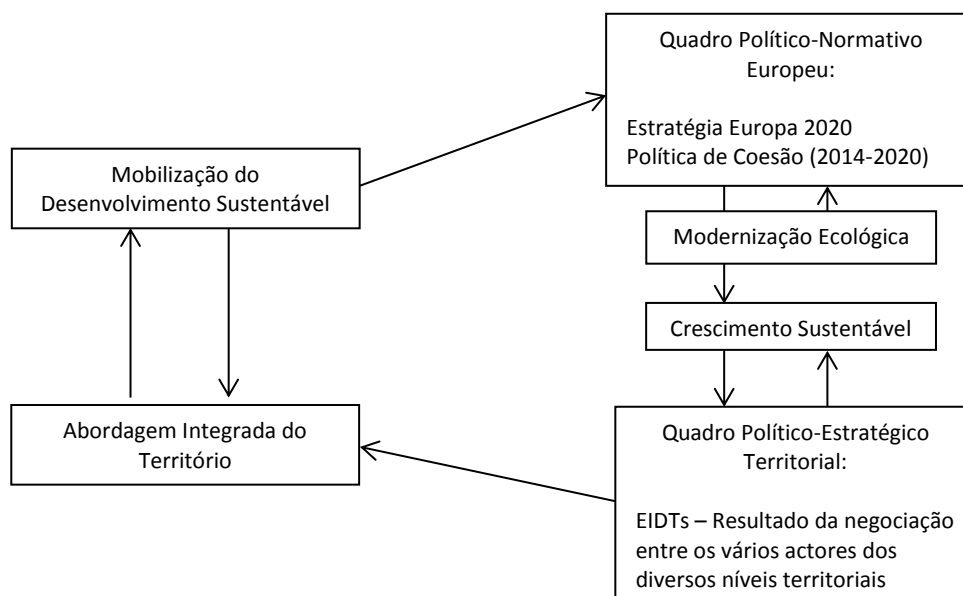 Quadro Político-Normativo
Europeu:
Estratégia Europa 2020
Política de Coesão (2014-2020)
Mobilização do
Desenvolvimento Sustentável
Modernização Ecológica
Crescimento Sustentável
Abordagem Integrada do
Território
Quadro Político-Estratégico
Territorial:
EIDTs – Resultado da negociação
entre os vários actores dos
diversos níveis territoriais